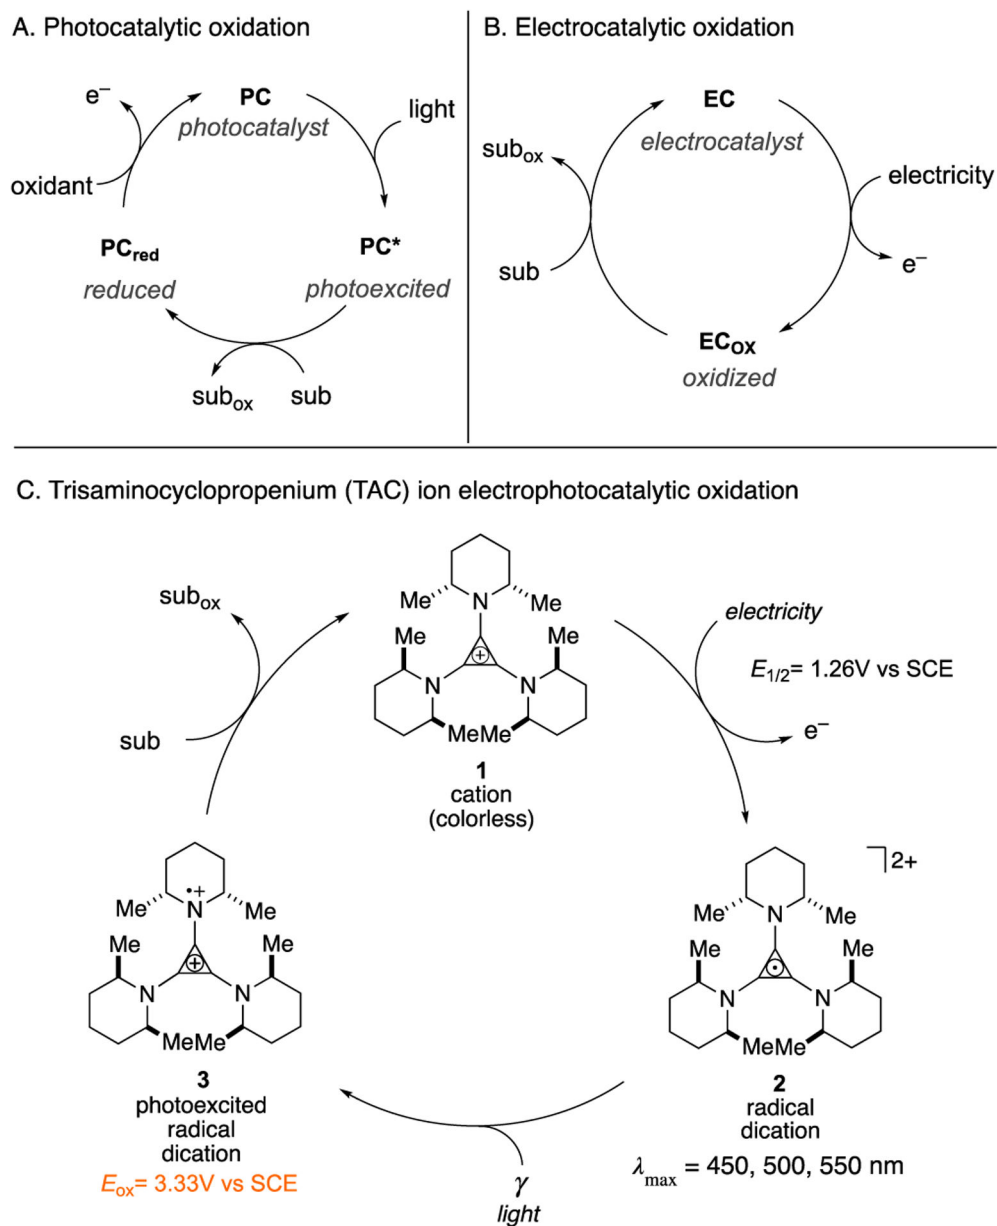 A. Photocatalytic oxidation
e⁻
PC
photocatalyst
light
oxidant
PCred
reduced
PC*
photoexcited
subox
sub
B. Electrocatalytic oxidation
EC
electrocatalyst
subox
electricity
sub
e⁻
ECOX
oxidized
C. Trisaminocyclopropenium (TAC) ion electrophotocatalytic oxidation
subox
sub
Me
N
Me
Me
Me
+
N
N
MeMe
1
cation
(colorless)
electricity
E1/2= 1.26V vs SCE
e⁻
•+
Me
N
Me
Me
Me
+
N
N
MeMe
3
photoexcited
radical
dication
Eox= 3.33V vs SCE
2+
Me
N
Me
Me
Me
•
N
N
MeMe
2
radical
dication
λmax = 450, 500, 550 nm
γ
light